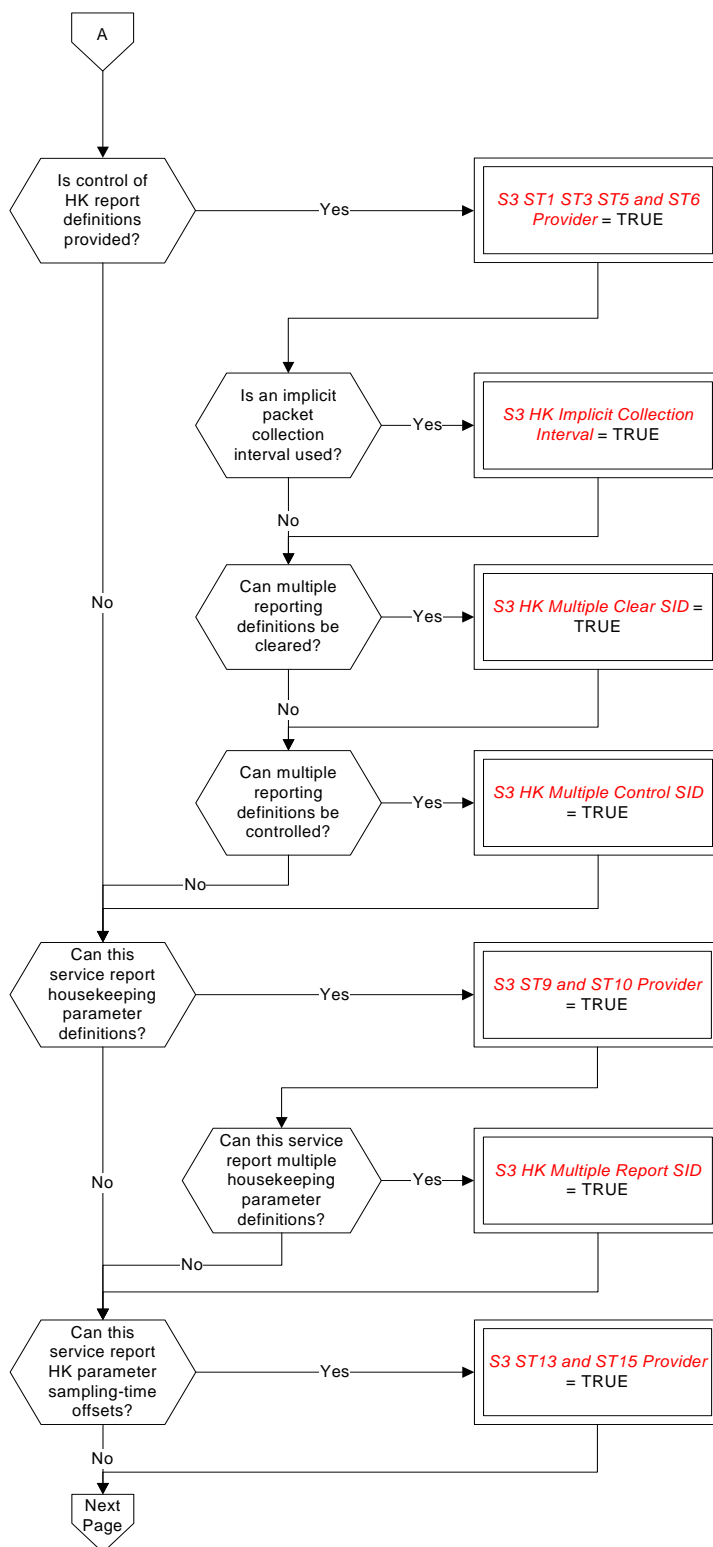 A
Is control of
HK report
definitions
provided?
Yes
S3 ST1 ST3 ST5 and ST6
Provider = TRUE
Is an implicit
packet
collection
interval used?
Yes
S3 HK Implicit Collection
Interval = TRUE
No
Can multiple
reporting
definitions be
cleared?
Yes
S3 HK Multiple Clear SID =
TRUE
No
No
Can multiple
reporting
definitions be
controlled?
Yes
S3 HK Multiple Control SID
= TRUE
No
Can this
service report
housekeeping
parameter
definitions?
Yes
S3 ST9 and ST10 Provider
= TRUE
Can this service
report multiple
housekeeping
parameter
definitions?
Yes
S3 HK Multiple Report SID
= TRUE
No
No
Can this
service report
HK parameter
sampling-time
offsets?
Yes
S3 ST13 and ST15 Provider
= TRUE
No
Next
Page